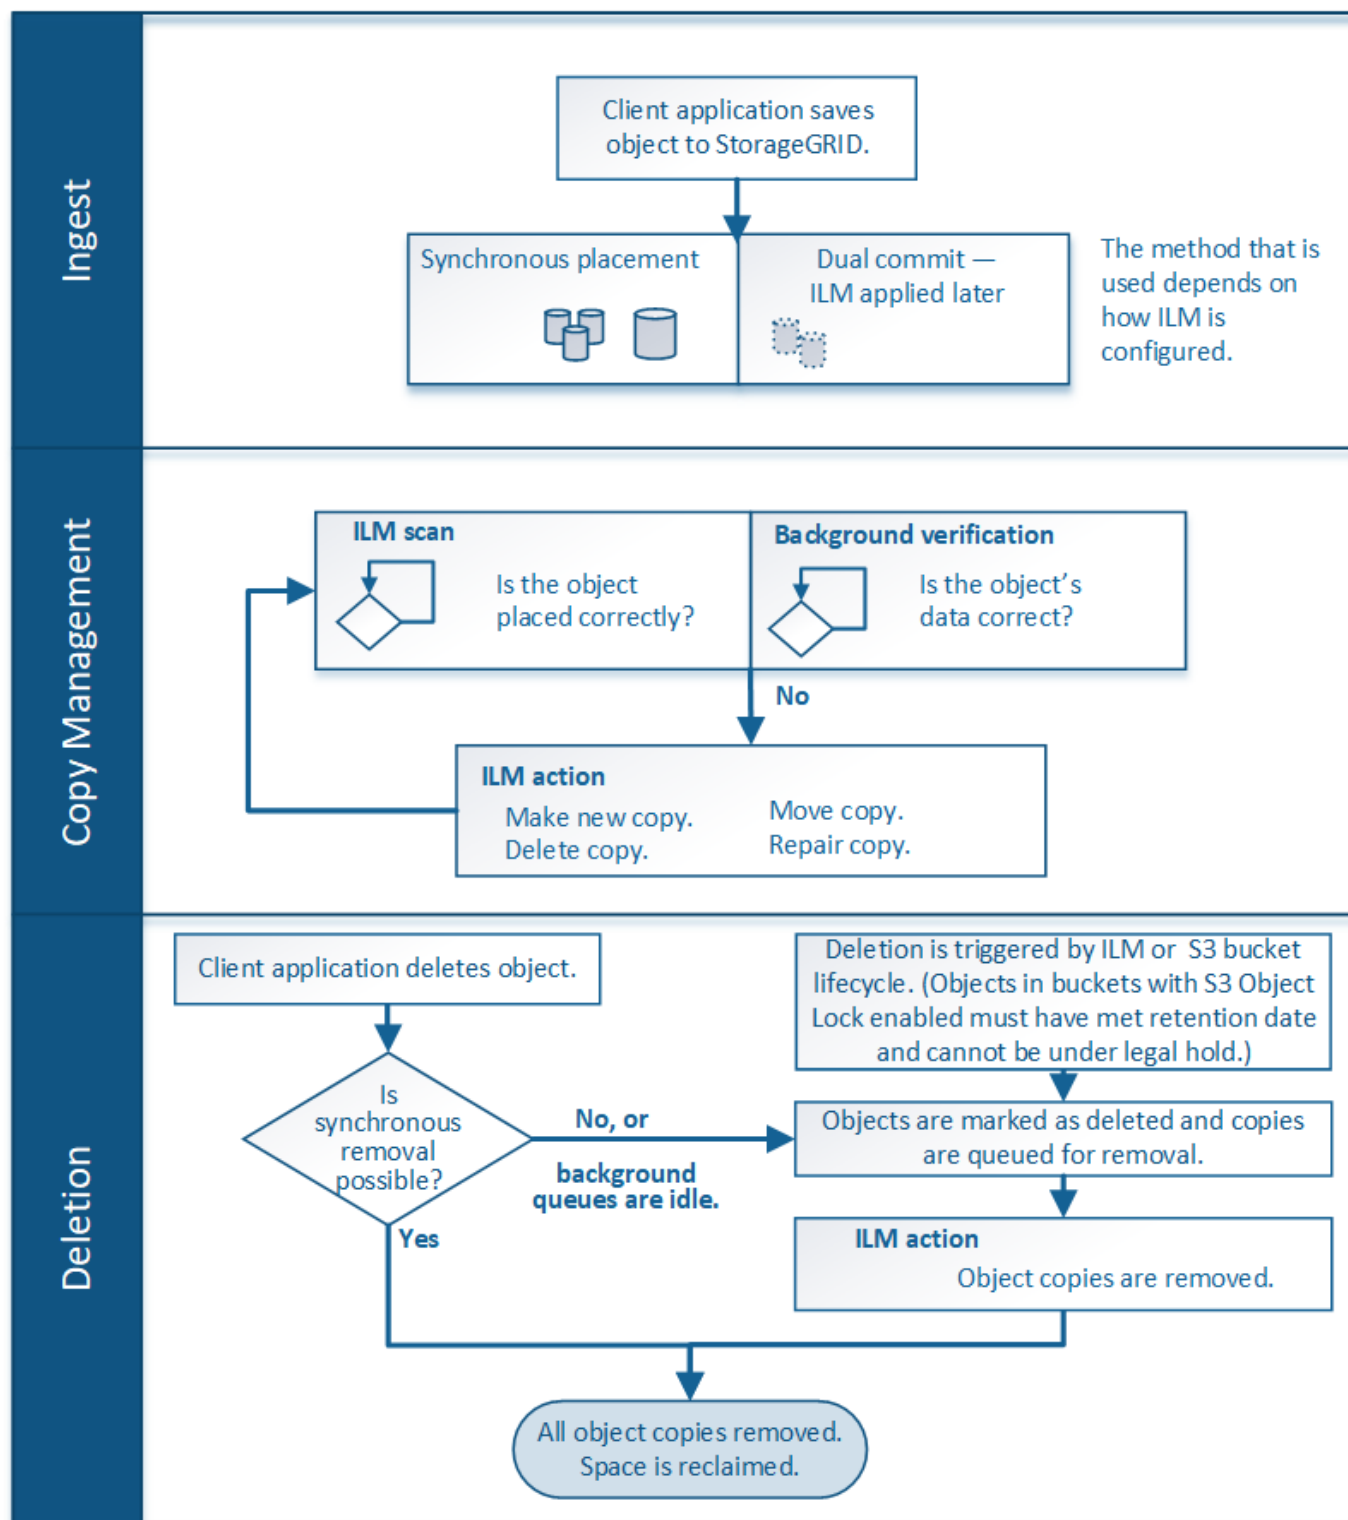 Ingest
Client application saves
object to StorageGRID.
Synchronous placement
Dual commit —
ILM applied later
The method that is
used depends on
how ILM is
configured.
Copy Management
ILM scan
Is the object
placed correctly?
Background verification
Is the object's
data correct?
No
ILM action
Make new copy.
Delete copy.
Move copy.
Repair copy.
Deletion
Client application deletes object.
Is
synchronous
removal
possible?
No, or
background
queues are idle.
Yes
Deletion is triggered by ILM or S3 bucket
lifecycle. (Objects in buckets with S3 Object
Lock enabled must have met retention date
and cannot be under legal hold.)
Objects are marked as deleted and copies
are queued for removal.
ILM action
Object copies are removed.
All object copies removed.
Space is reclaimed.